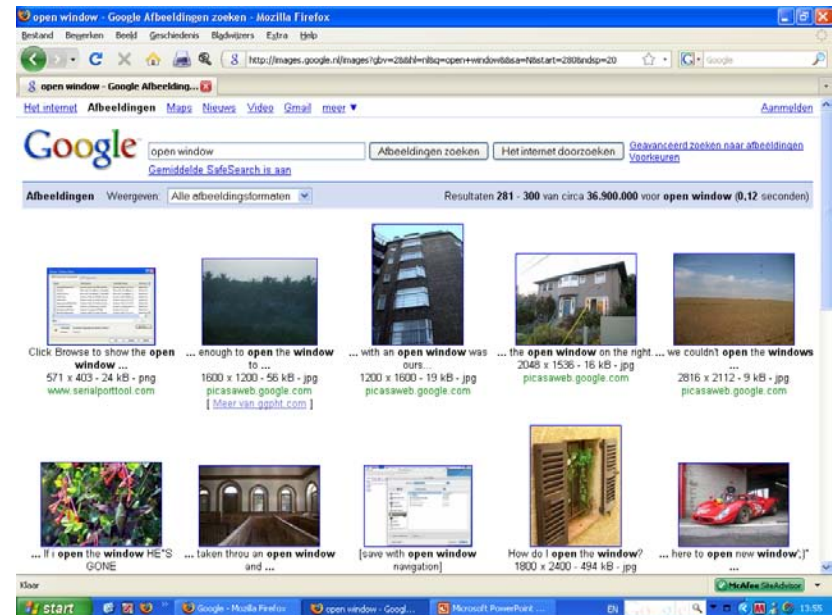 open window - Google Afbeeldingen zoeken - Mozilla Firefox
Bestand Bewerken Beeld Geschiedenis Bladwijzers Extra Help
http://images.google.nl/images?gbv=2&hl=nl&q=open+window&sa=N&start=280&ndsp=20
Google
open window - Google Afbeelding...
Het internet Afbeeldingen Maps Nieuws Video Gmail meer ▼ Aanmelden
Google open window Afbeeldingen zoeken Het internet doorzoeken Geavanceerd zoeken naar afbeeldingen
Voorkeuren
Gemiddelde SafeSearch is aan
Afbeeldingen Weergeven: Alle afbeeldingsformaten Resultaten 281 - 300 van circa 36.900.000 voor open window (0,12 seconden)
Click Browse to show the open window ...
571 x 403 - 24 kB - png
www.serialporttool.com
... enough to open the window to ...
1600 x 1200 - 56 kB - jpg
picasaweb.google.com
[ Meer van ggpht.com ]
... with an open window was ours...
1200 x 1600 - 19 kB - jpg
picasaweb.google.com
... the open window on the right.
2048 x 1536 - 16 kB - jpg
picasaweb.google.com
... we couldn't open the windows ...
2816 x 2112 - 9 kB - jpg
picasaweb.google.com
... If i open the window HE"S GONE
... taken throu an open window and ...
[save with open window navigation]
How do I open the window?
1800 x 2400 - 494 kB - jpg
... here to open new window';)"
...
Klaar
McAfee SiteAdvisor
start
Google - Mozilla Firefox
open window - Googl...
Microsoft PowerPoint ...
EN
13:55